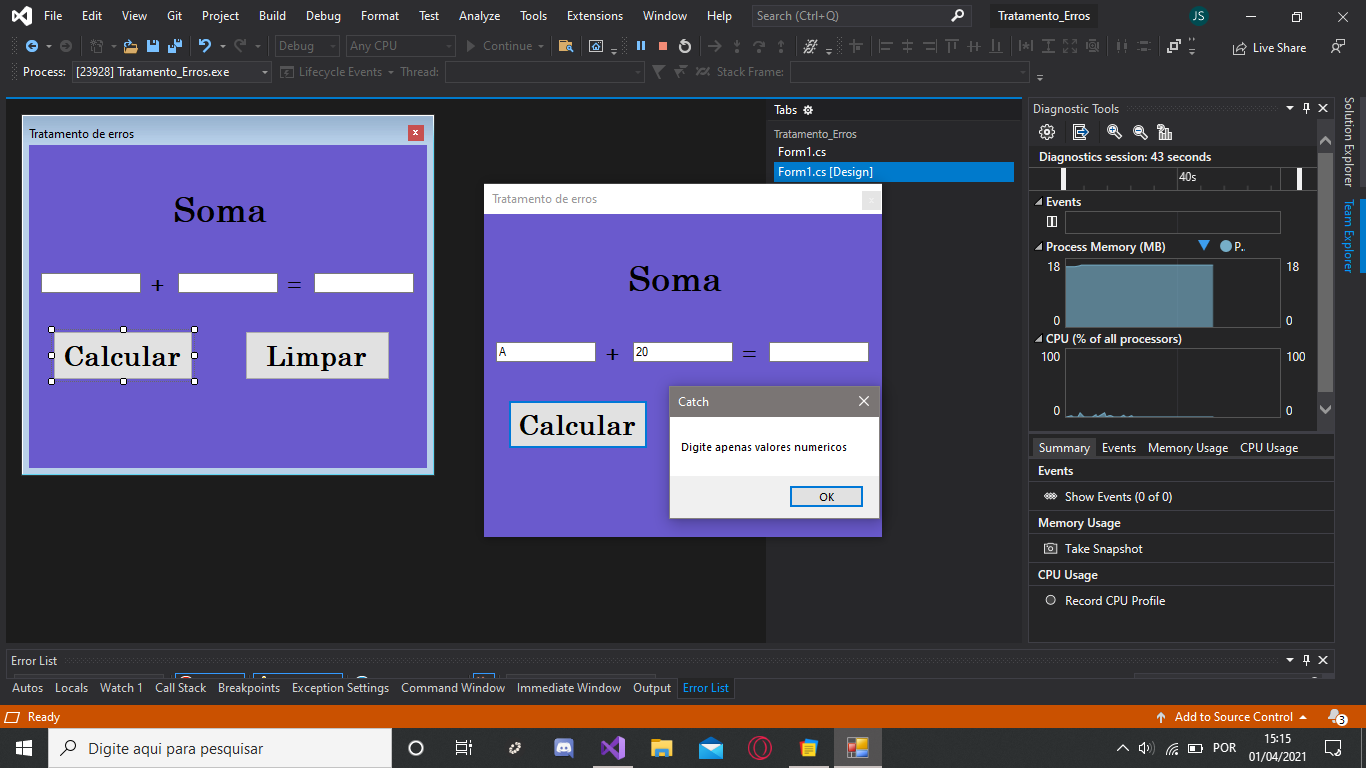 File Edit View Git Project Build Debug Format Test Analyze Tools Extensions Window Help Search (Ctrl+Q) Tratamento_Erros JS
Debug Any CPU Continue Live Share
Process: [23928] Tratamento_Erros.exe Lifecycle Events Thread: Stack Frame:
Tratamento de erros
Soma
+ =
Calcular Limpar
Tratamento de erros
Soma
A + 20 =
Calcular
Catch
Digite apenas valores numericos
OK
Tabs
Tratamento_Erros
Form1.cs
Form1.cs [Design]
Diagnostic Tools
Diagnostics session: 43 seconds
40s
Events
Process Memory (MB) P..
18 18
0 0
CPU (% of all processors)
100 100
0 0
Summary Events Memory Usage CPU Usage
Events
Show Events (0 of 0)
Memory Usage
Take Snapshot
CPU Usage
Record CPU Profile
Solution Explorer
Team Explorer
Error List
Autos Locals Watch 1 Call Stack Breakpoints Exception Settings Command Window Immediate Window Output Error List
Ready Add to Source Control 3
Digite aqui para pesquisar POR 15:15
01/04/2021